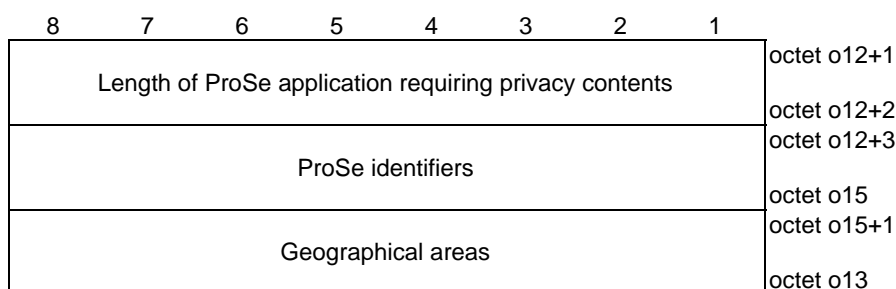 8 7 6 5 4 3 2 1
octet o12+1
Length of ProSe application requiring privacy contents
octet o12+2
octet o12+3
ProSe identifiers
octet o15
octet o15+1
Geographical areas
octet o13